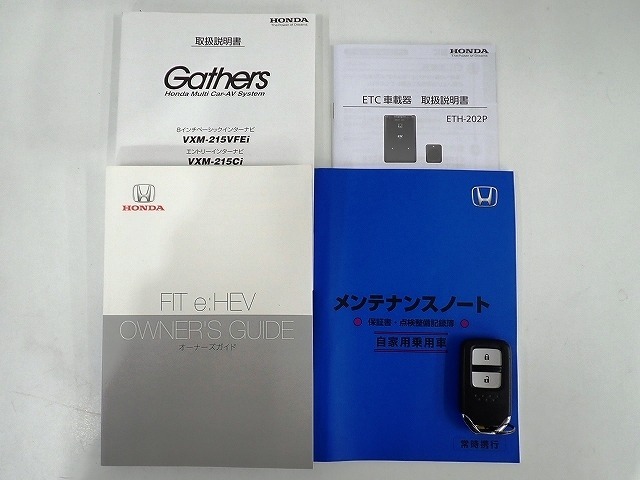 HONDA
The Power of Dreams
取扱説明書
Gathers
Honda Multi Car-AV System
8インチベーシックインターナビ
VXM-215VFEi
エントリーインターナビ
VXM-215Ci
HONDA
The Power of Dreams
ETC車載器 取扱説明書
ETH-202P
HONDA
FIT e:HEV
OWNER'S GUIDE
オーナーズガイド
メンテナンスノート
保証書・点検整備記録簿
自家用乗用車
常時携行